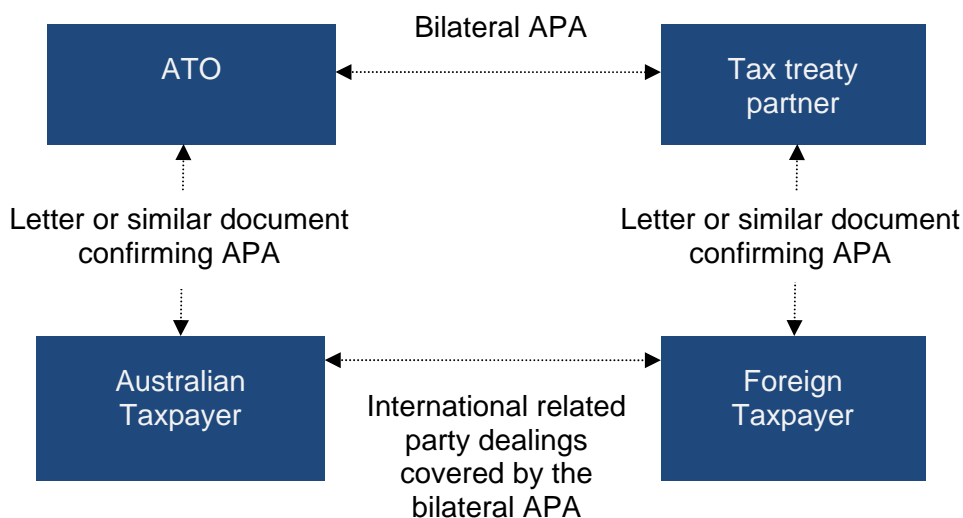 Bilateral APA
ATO
Tax treaty
partner
Letter or similar document
confirming APA
Letter or similar document
confirming APA
Australian
Taxpayer
Foreign
Taxpayer
International related
party dealings
covered by the
bilateral APA